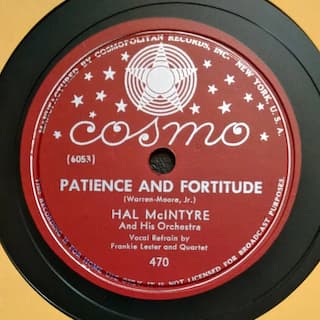 MANUFACTURED BY COSMOPOLITAN RECORDS, INC. NEW YORK, U. S. A.
cosmo
(6053)
PATIENCE AND FORTITUDE
(Warren-Moore, Jr.)
HAL McINTYRE
And His Orchestra
Vocal Refrain by
Frankie Lester and Quartet
470
IS NOT LICENSED FOR BROADCAST PURPOSES.